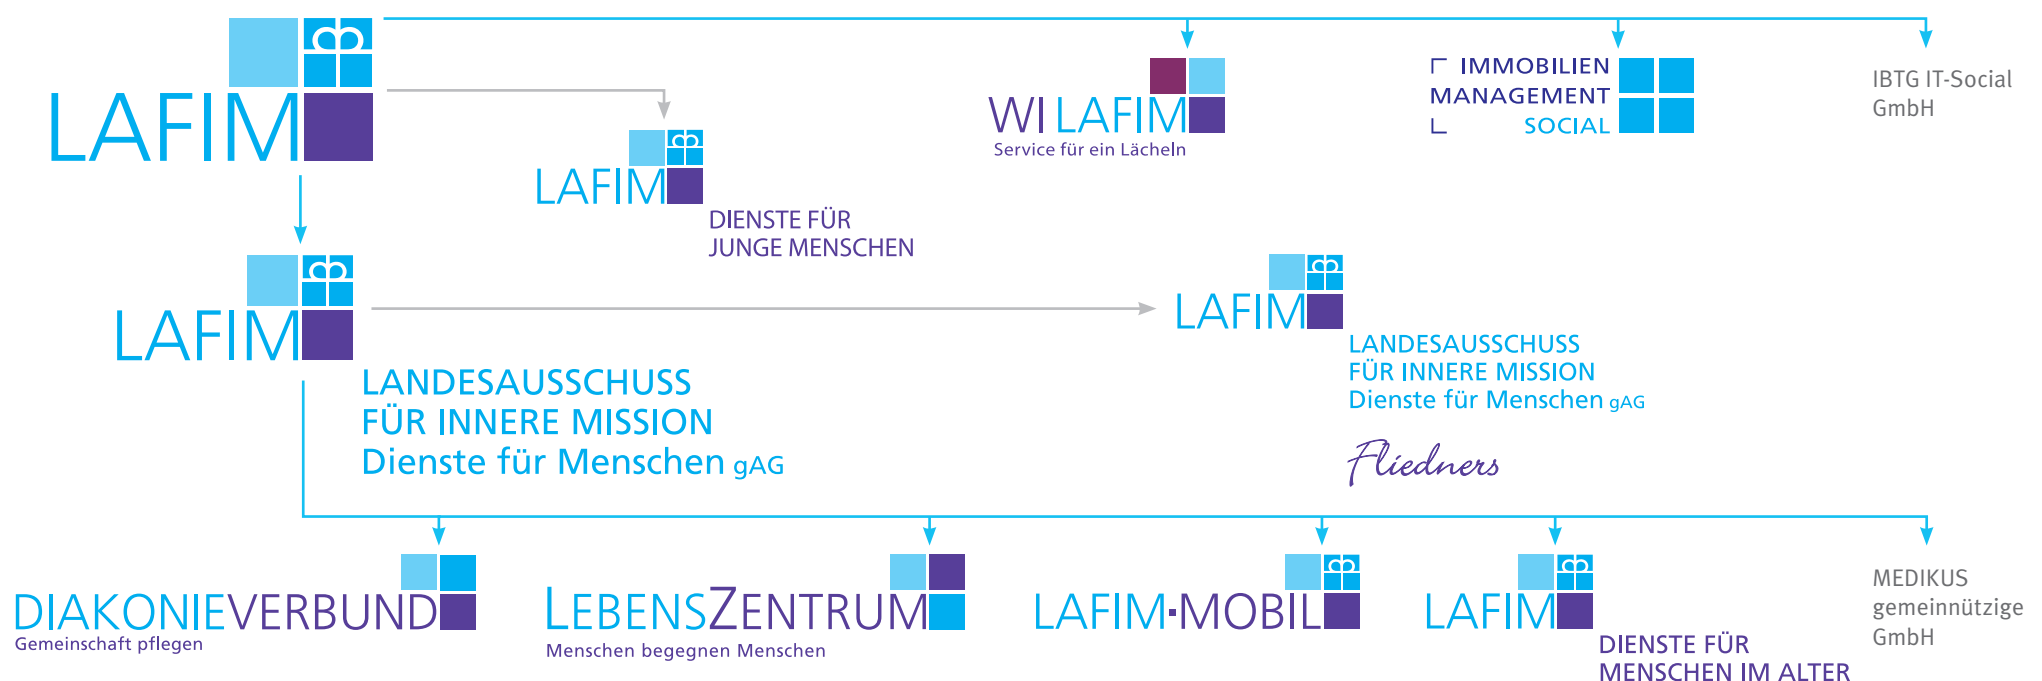 LAFIM
WI LAFIM
Service für ein Lächeln
IMMOBILIEN
MANAGEMENT
SOCIAL
IBTG IT-Social
GmbH
LAFIM
DIENSTE FÜR
JUNGE MENSCHEN
LAFIM
LANDESAUSSCHUSS
FÜR INNERE MISSION
Dienste für Menschen gAG
LAFIM
LANDESAUSSCHUSS
FÜR INNERE MISSION
Dienste für Menschen gAG
Fliedners
DIAKONIEVERBUND
Gemeinschaft pflegen
LEBENSZENTRUM
Menschen begegnen Menschen
LAFIM-MOBIL
LAFIM
DIENSTE FÜR
MENSCHEN IM ALTER
MEDIKUS
gemeinnützige
GmbH